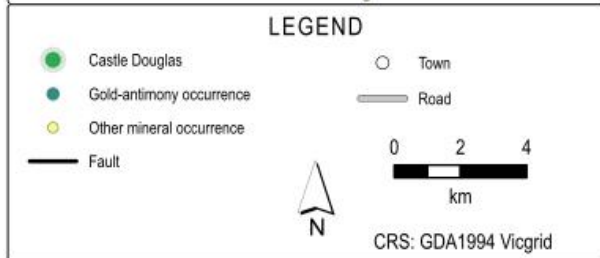 LEGEND
Castle Douglas
Gold-antimony occurrence
Other mineral occurrence
Fault
Town
Road
0 2 4
km
N
CRS: GDA1994 Vicgrid